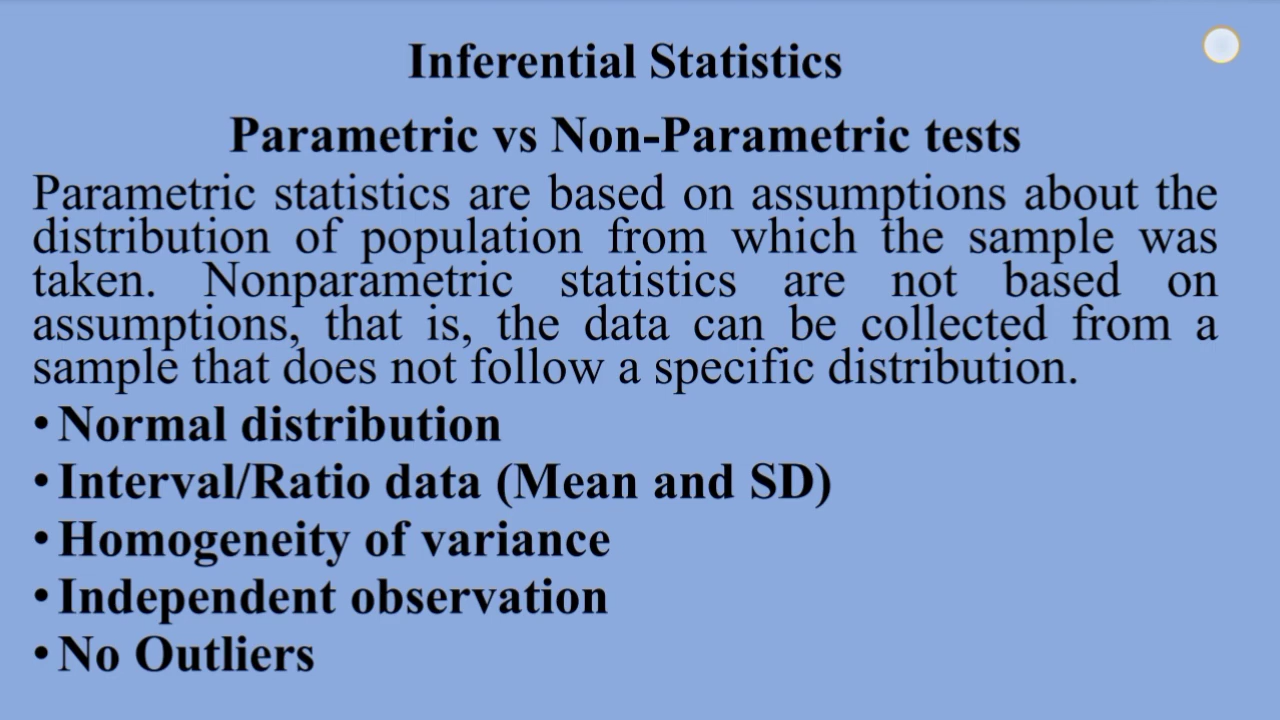 Inferential Statistics
Parametric vs Non-Parametric tests
Parametric statistics are based on assumptions about the
distribution of population from which the sample was
taken. Nonparametric statistics are not based on
assumptions, that is, the data can be collected from a
sample that does not follow a specific distribution.
• Normal distribution
• Interval/Ratio data (Mean and SD)
• Homogeneity of variance
• Independent observation
• No Outliers